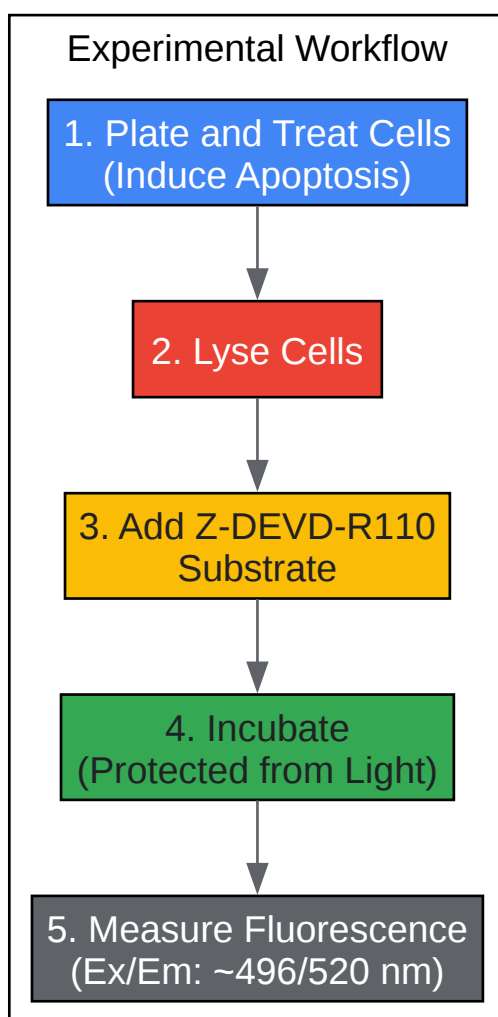 Experimental Workflow
1. Plate and Treat Cells
(Induce Apoptosis)
2. Lyse Cells
3. Add Z-DEVD-R110
Substrate
4. Incubate
(Protected from Light)
5. Measure Fluorescence
(Ex/Em: ~496/520 nm)